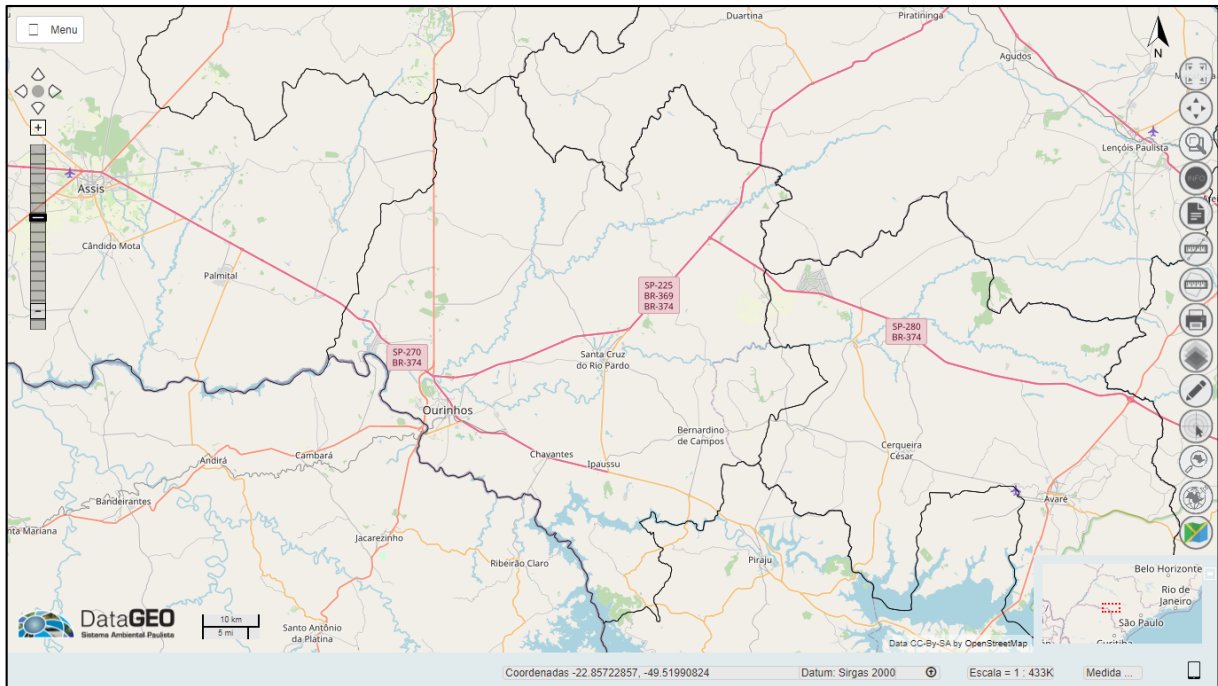 Menu
Duartina
Piratininga
N
Agudos
Lençóis Paulista
INFO
Assis
Cândido Mota
Palmital
SP-225
BR-369
BR-374
SP-280
BR-374
SP-270
BR-374
Santa Cruz
do Rio Pardo
Ourinhos
Bernardino
de Campos
Cerqueira
César
Chavantes
Ipaussu
Cambará
Andirá
Bandeirantes
Avaré
nta Mariana
Jacarezinho
Ribeirão Claro
Piraju
Belo Horizonte
Rio de
Janeiro
São Paulo
Curitiba
DataGEO
Sistema Ambiental Paulista
10 km
5 mi
Santo Antônio
da Platina
Data CC-By-SA by OpenStreetMap
Coordenadas -22.85722857, -49.51990824
Datum: Sirgas 2000
Escala = 1 : 433K
Medida ...